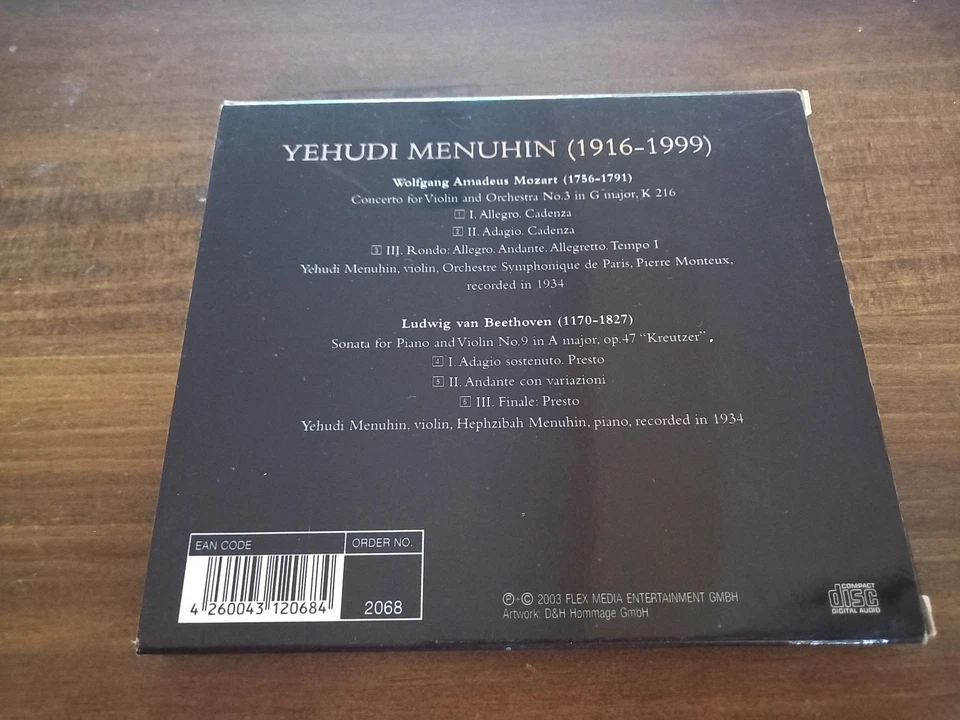 YEHUDI MENUHIN (1916-1999)
Wolfgang Amadeus Mozart (1756-1791)
Concerto for Violin and Orchestra No.3 in G major, K 216
1 I. Allegro. Cadenza
2 II. Adagio. Cadenza
3 III. Rondo: Allegro. Andante. Allegretto. Tempo I
Yehudi Menuhin, violin, Orchestre Symphonique de Paris, Pierre Monteux,
recorded in 1934
Ludwig van Beethoven (1170-1827)
Sonata for Piano and Violin No.9 in A major, op.47 "Kreutzer"
4 I. Adagio sostenuto. Presto
5 II. Andante con variazioni
6 III. Finale: Presto
Yehudi Menuhin, violin, Hephzibah Menuhin, piano, recorded in 1934
EAN CODE
ORDER NO.
4 260043 120684
2068
℗+© 2003 FLEX MEDIA ENTERTAINMENT GMBH
Artwork: D&H Hommage GmbH
COMPACT
disc
DIGITAL AUDIO